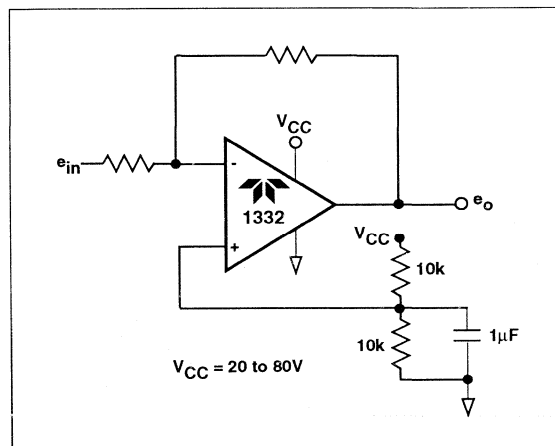 V_CC
e_in
-
1332
e_o
+
V_CC
10k
10k
1μF
V_CC = 20 to 80V